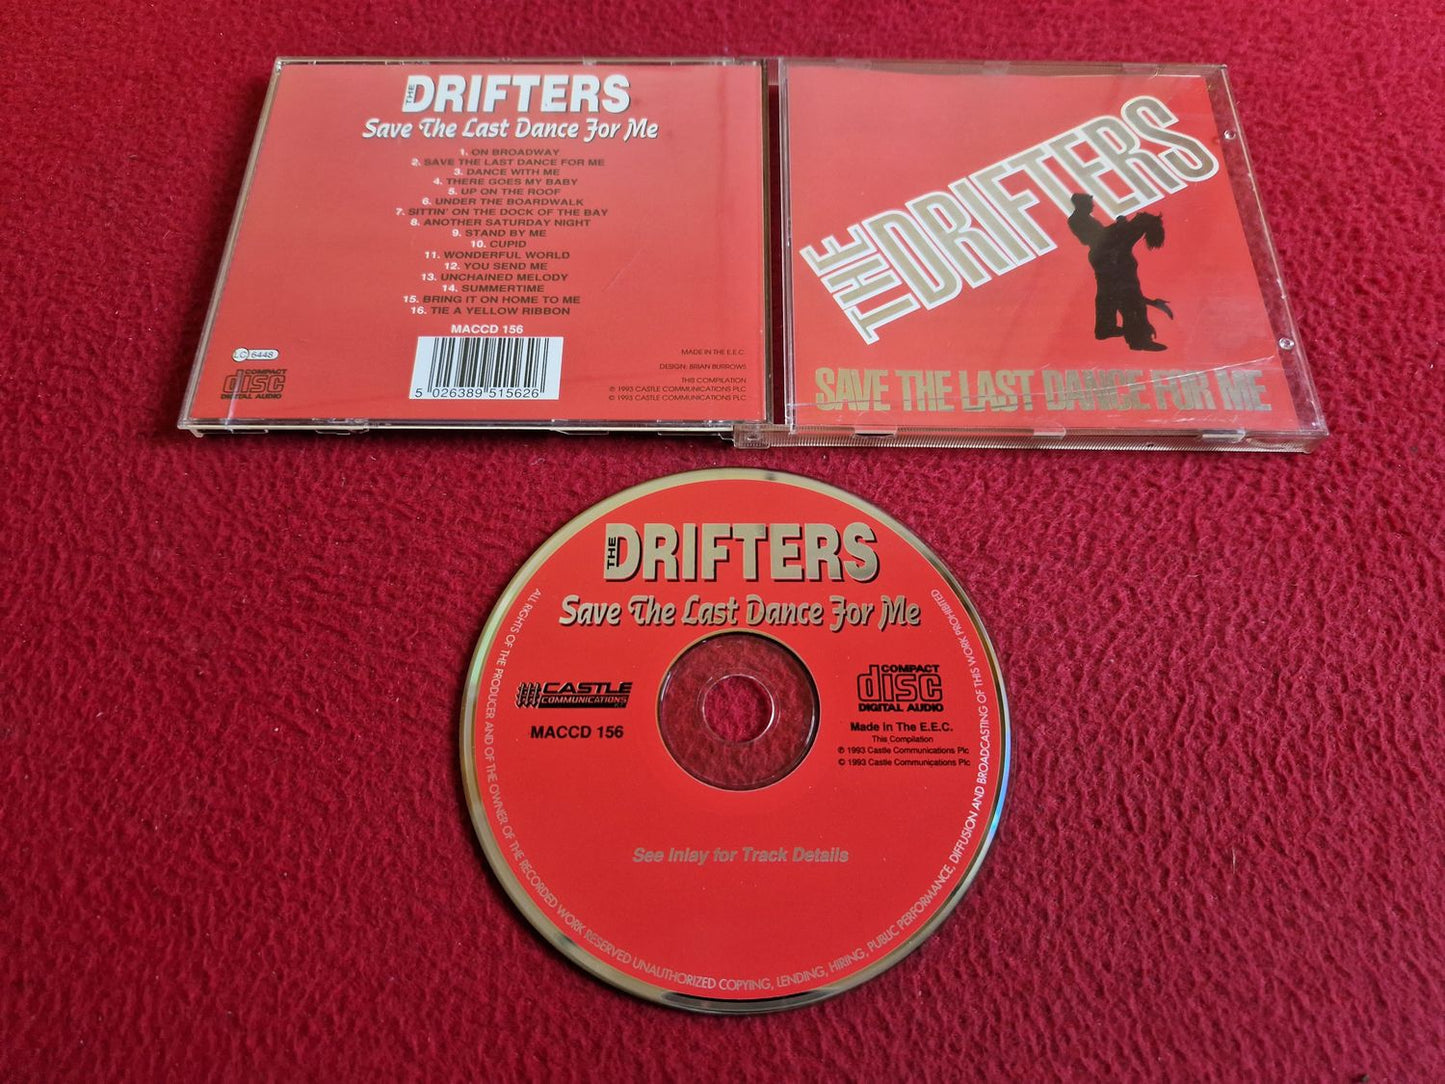 THE DRIFTERS
Save The Last Dance For Me
1. ON BROADWAY
2. SAVE THE LAST DANCE FOR ME
3. DANCE WITH ME
4. THERE GOES MY BABY
5. UP ON THE ROOF
6. UNDER THE BOARDWALK
7. SITTIN' ON THE DOCK OF THE BAY
8. ANOTHER SATURDAY NIGHT
9. STAND BY ME
10. CUPID
11. WONDERFUL WORLD
12. YOU SEND ME
13. UNCHAINED MELODY
14. SUMMERTIME
15. BRING IT ON HOME TO ME
16. TIE A YELLOW RIBBON
MACCD 156
5 026389 515626
LC 6448
COMPACT
disc
DIGITAL AUDIO
MADE IN THE E.E.C.
DESIGN: BRIAN BURROWS
THIS COMPILATION
℗ 1993 CASTLE COMMUNICATIONS PLC
© 1993 CASTLE COMMUNICATIONS PLC
THE DRIFTERS
SAVE THE LAST DANCE FOR ME
THE DRIFTERS
Save The Last Dance For Me
CASTLE
COMMUNICATIONS
MACCD 156
COMPACT
disc
DIGITAL AUDIO
Made in The E.E.C.
This Compilation
℗ 1993 Castle Communications Plc
© 1993 Castle Communications Plc
See Inlay for Track Details
ALL RIGHTS OF THE PRODUCER AND OF THE OWNER OF THE RECORDED WORK RESERVED UNAUTHORIZED COPYING, LENDING, HIRING, PUBLIC PERFORMANCE, DIFFUSION AND BROADCASTING OF THIS WORK PROHIBITED